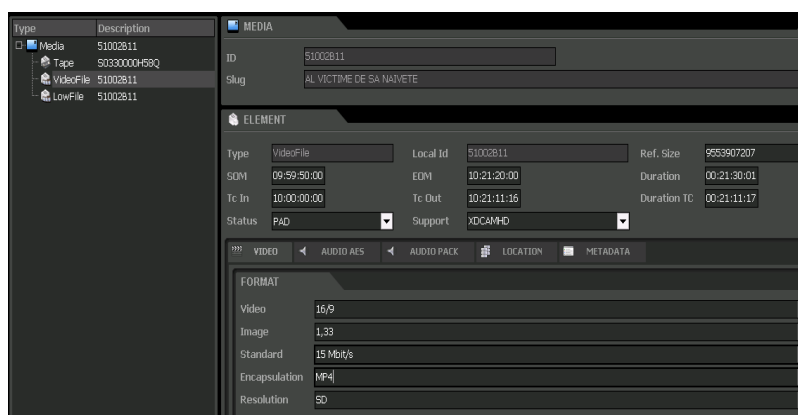 Type Description
Media 51002B11
Tape S0330000H58Q
VideoFile 51002B11
LowFile 51002B11
MEDIA
ID 51002B11
Slug AL VICTIME DE SA NAIVETE
ELEMENT
Type VideoFile Local Id 51002B11 Ref. Size 9553907207
SOM 09:59:50:00 EOM 10:21:20:00 Duration 00:21:30:01
Tc In 10:00:00:00 Tc Out 10:21:11:16 Duration TC 00:21:11:17
Status PAD Support XDCAMHD
VIDEO AUDIO AES AUDIO PACK LOCATION METADATA
FORMAT
Video 16/9
Image 1,33
Standard 15 Mbit/s
Encapsulation MP4
Resolution SD